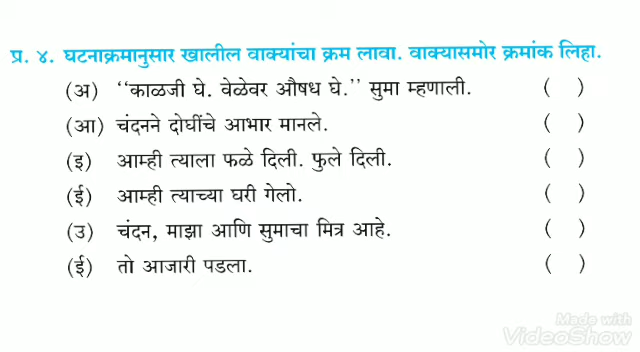 प्र. ४. घटनाक्रमानुसार खालील वाक्यांचा क्रम लावा. वाक्यासमोर क्रमांक लिहा.
(अ) “काळजी घे. वेळेवर औषध घे.” सुमा म्हणाली. ( )
(आ) चंदनने दोघींचे आभार मानले. ( )
(इ) आम्ही त्याला फळे दिली. फुले दिली. ( )
(ई) आम्ही त्याच्या घरी गेलो. ( )
(उ) चंदन, माझा आणि सुमाचा मित्र आहे. ( )
(ई) तो आजारी पडला. ( )
Made with
VideoShow